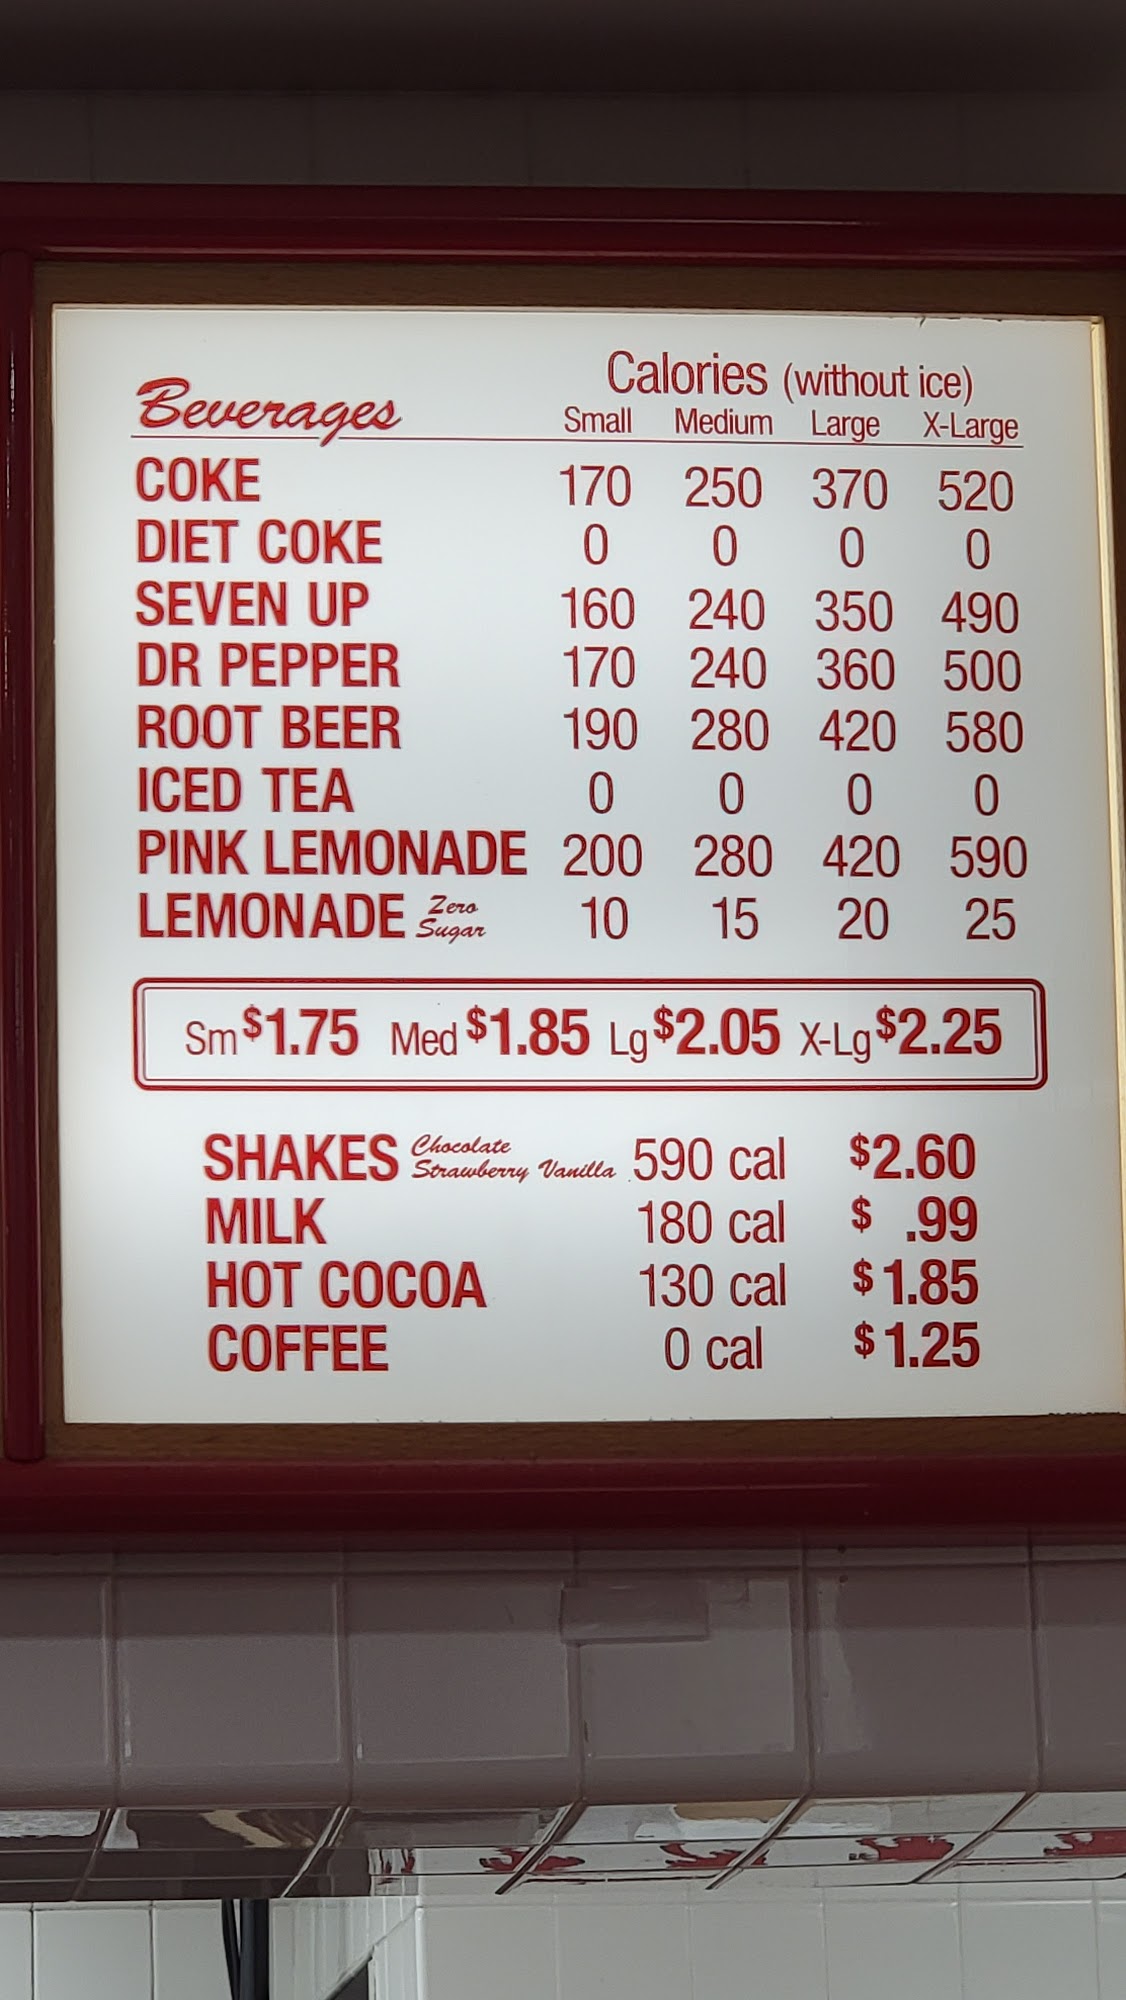 Beverages Calories (without ice)
Small Medium Large X-Large
COKE 170 250 370 520
DIET COKE 0 0 0 0
SEVEN UP 160 240 350 490
DR PEPPER 170 240 360 500
ROOT BEER 190 280 420 580
ICED TEA 0 0 0 0
PINK LEMONADE 200 280 420 590
LEMONADE Zero Sugar 10 15 20 25
Sm $1.75 Med $1.85 Lg $2.05 X-Lg $2.25
SHAKES Chocolate Strawberry Vanilla 590 cal $2.60
MILK 180 cal $ .99
HOT COCOA 130 cal $1.85
COFFEE 0 cal $1.25